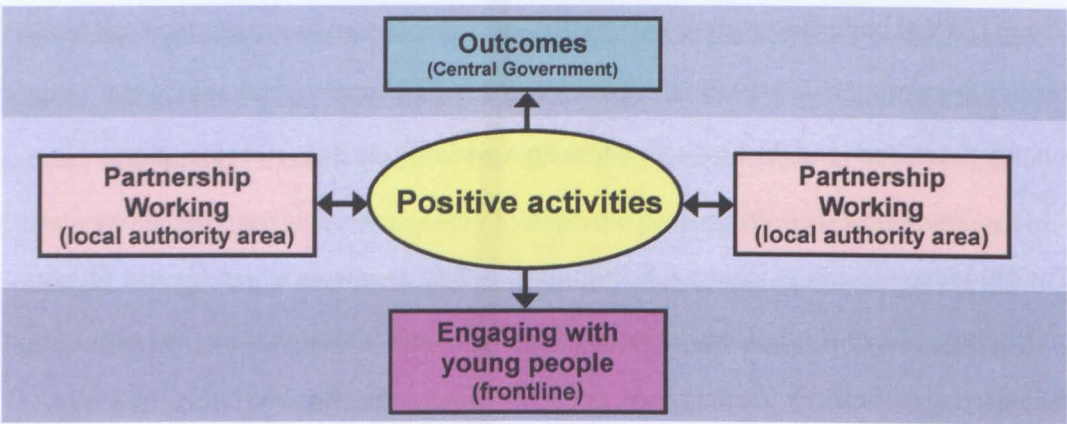 Outcomes
(Central Government)
Partnership
Working
(local authority area)
Positive activities
Partnership
Working
(local authority area)
Engaging with
young people
(frontline)